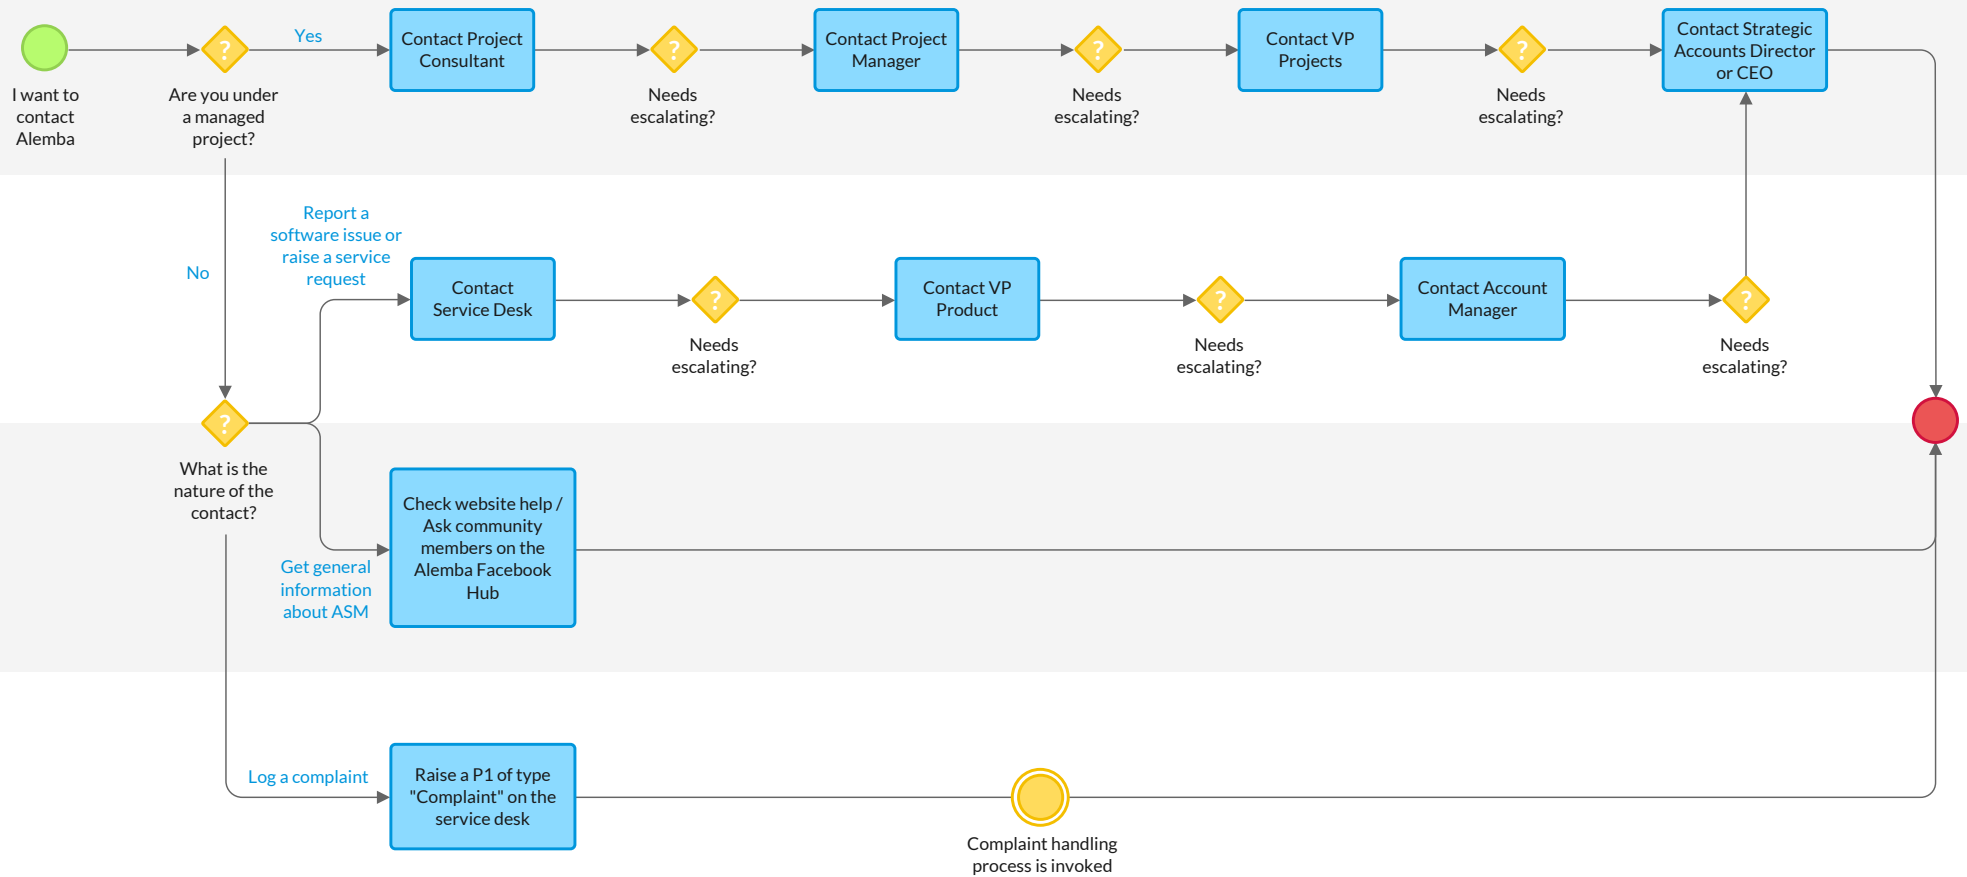 Yes
Contact Project
Consultant
Contact Project
Manager
Contact VP
Projects
Contact Strategic
Accounts Director
or CEO
?
?
?
?
I want to
contact
Alemba
Are you under
a managed
project?
Needs
escalating?
Needs
escalating?
Needs
escalating?
No
Report a
software issue or
raise a service
request
Contact
Service Desk
?
Contact VP
Product
?
Contact Account
Manager
?
Needs
escalating?
Needs
escalating?
Needs
escalating?
?
What is the
nature of the
contact?
Get general
information
about ASM
Check website help /
Ask community
members on the
Alemba Facebook
Hub
Log a complaint
Raise a P1 of type
"Complaint" on the
service desk
Complaint handling
process is invoked